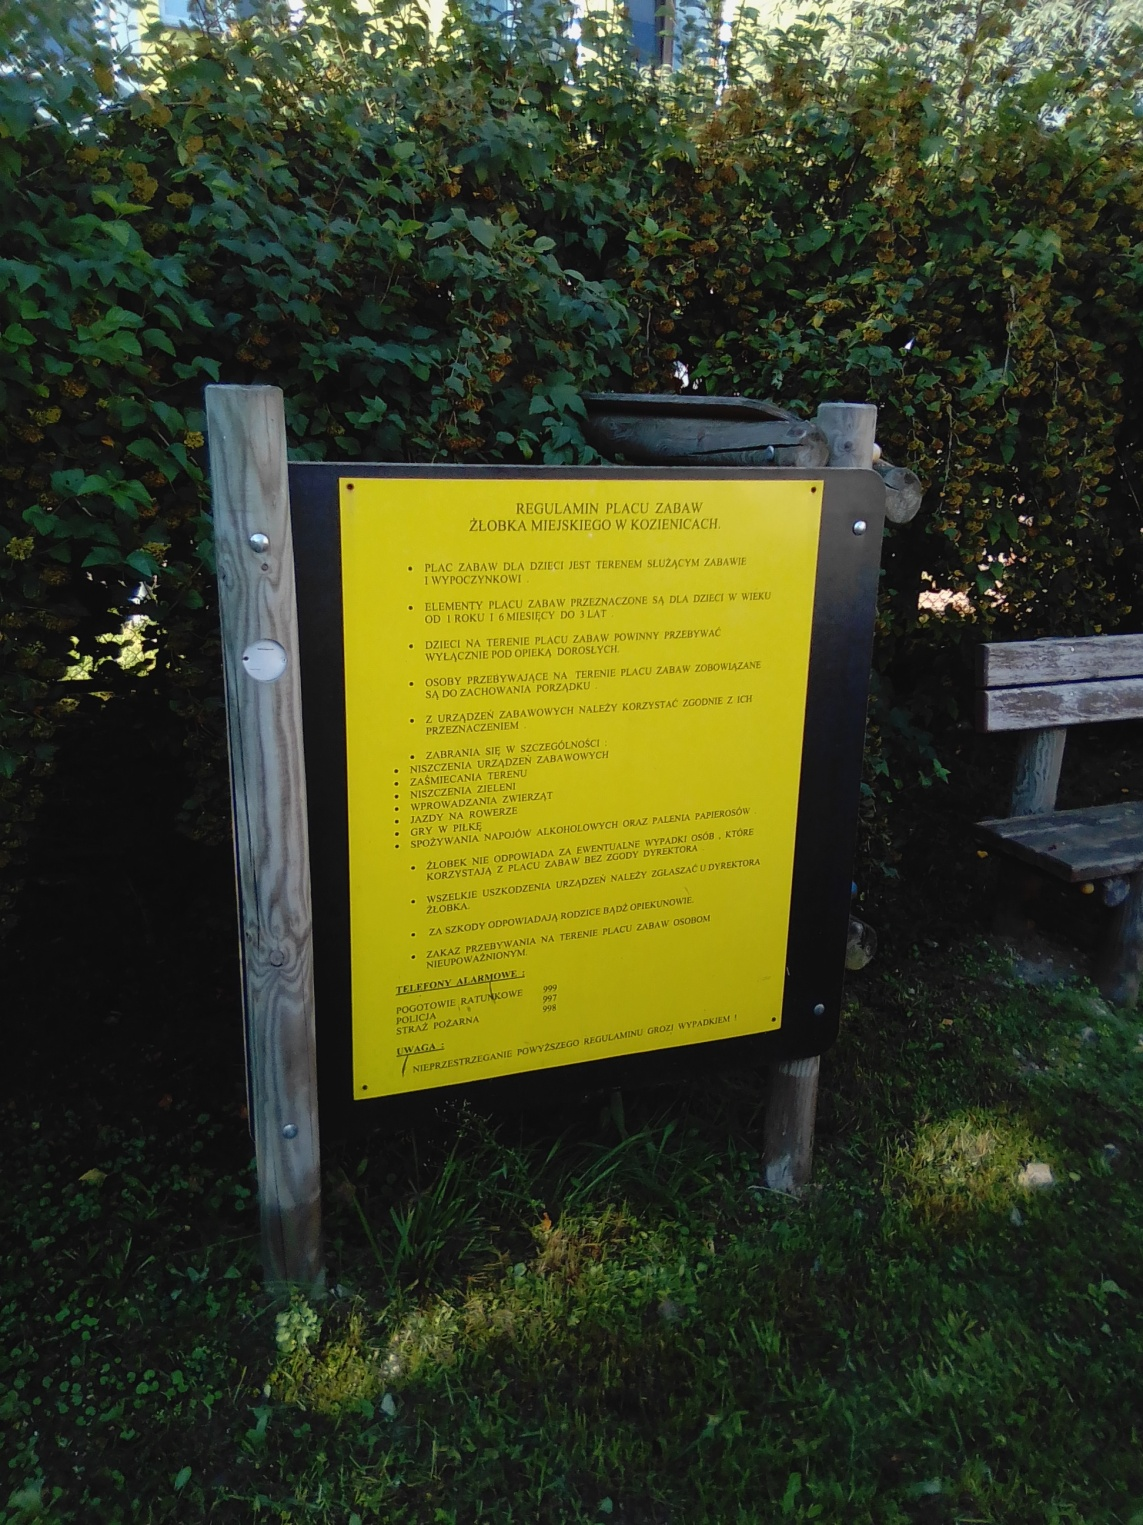 REGULAMIN PLACU ZABAW
ŻŁOBKA MIEJSKIEGO W KOZIENICACH.
• PLAC ZABAW DLA DZIECI JEST TERENEM SŁUŻĄCYM ZABAWIE
I WYPOCZYNKOWI .
• ELEMENTY PLACU ZABAW PRZEZNACZONE SĄ DLA DZIECI W WIEKU
OD 1 ROKU I 6 MIESIĘCY DO 3 LAT .
• DZIECI NA TERENIE PLACU ZABAW POWINNY PRZEBYWAĆ
WYŁĄCZNIE POD OPIEKĄ DOROSŁYCH.
• OSOBY PRZEBYWAJĄCE NA TERENIE PLACU ZABAW ZOBOWIĄZANE
SĄ DO ZACHOWANIA PORZĄDKU .
• Z URZĄDZEŃ ZABAWOWYCH NALEŻY KORZYSTAĆ ZGODNIE Z ICH
PRZEZNACZENIEM .
• ZABRANIA SIĘ W SZCZEGÓLNOŚCI :
• NISZCZENIA URZĄDZEŃ ZABAWOWYCH
• ZAŚMIECANIA TERENU
• NISZCZENIA ZIELENI
• WPROWADZANIA ZWIERZĄT
• JAZDY NA ROWERZE
• GRY W PIŁKĘ
• SPOŻYWANIA NAPOJÓW ALKOHOLOWYCH ORAZ PALENIA PAPIEROSÓW
• ŻŁOBEK NIE ODPOWIADA ZA EWENTUALNE WYPADKI OSÓB , KTÓRE
KORZYSTAJĄ Z PLACU ZABAW BEZ ZGODY DYREKTORA
• WSZELKIE USZKODZENIA URZĄDZEŃ NALEŻY ZGŁASZAĆ U DYREKTORA
ŻŁOBKA.
• ZA SZKODY ODPOWIADAJĄ RODZICE BĄDŹ OPIEKUNOWIE.
• ZAKAZ PRZEBYWANIA NA TERENIE PLACU ZABAW OSOBOM
NIEUPOWAŻNIONYM.
TELEFONY ALARMOWE :
POGOTOWIE RATUNKOWE 999
POLICJA 997
STRAŻ POŻARNA 998
UWAGA :
NIEPRZESTRZEGANIE POWYŻSZEGO REGULAMINU GROZI WYPADKIEM !